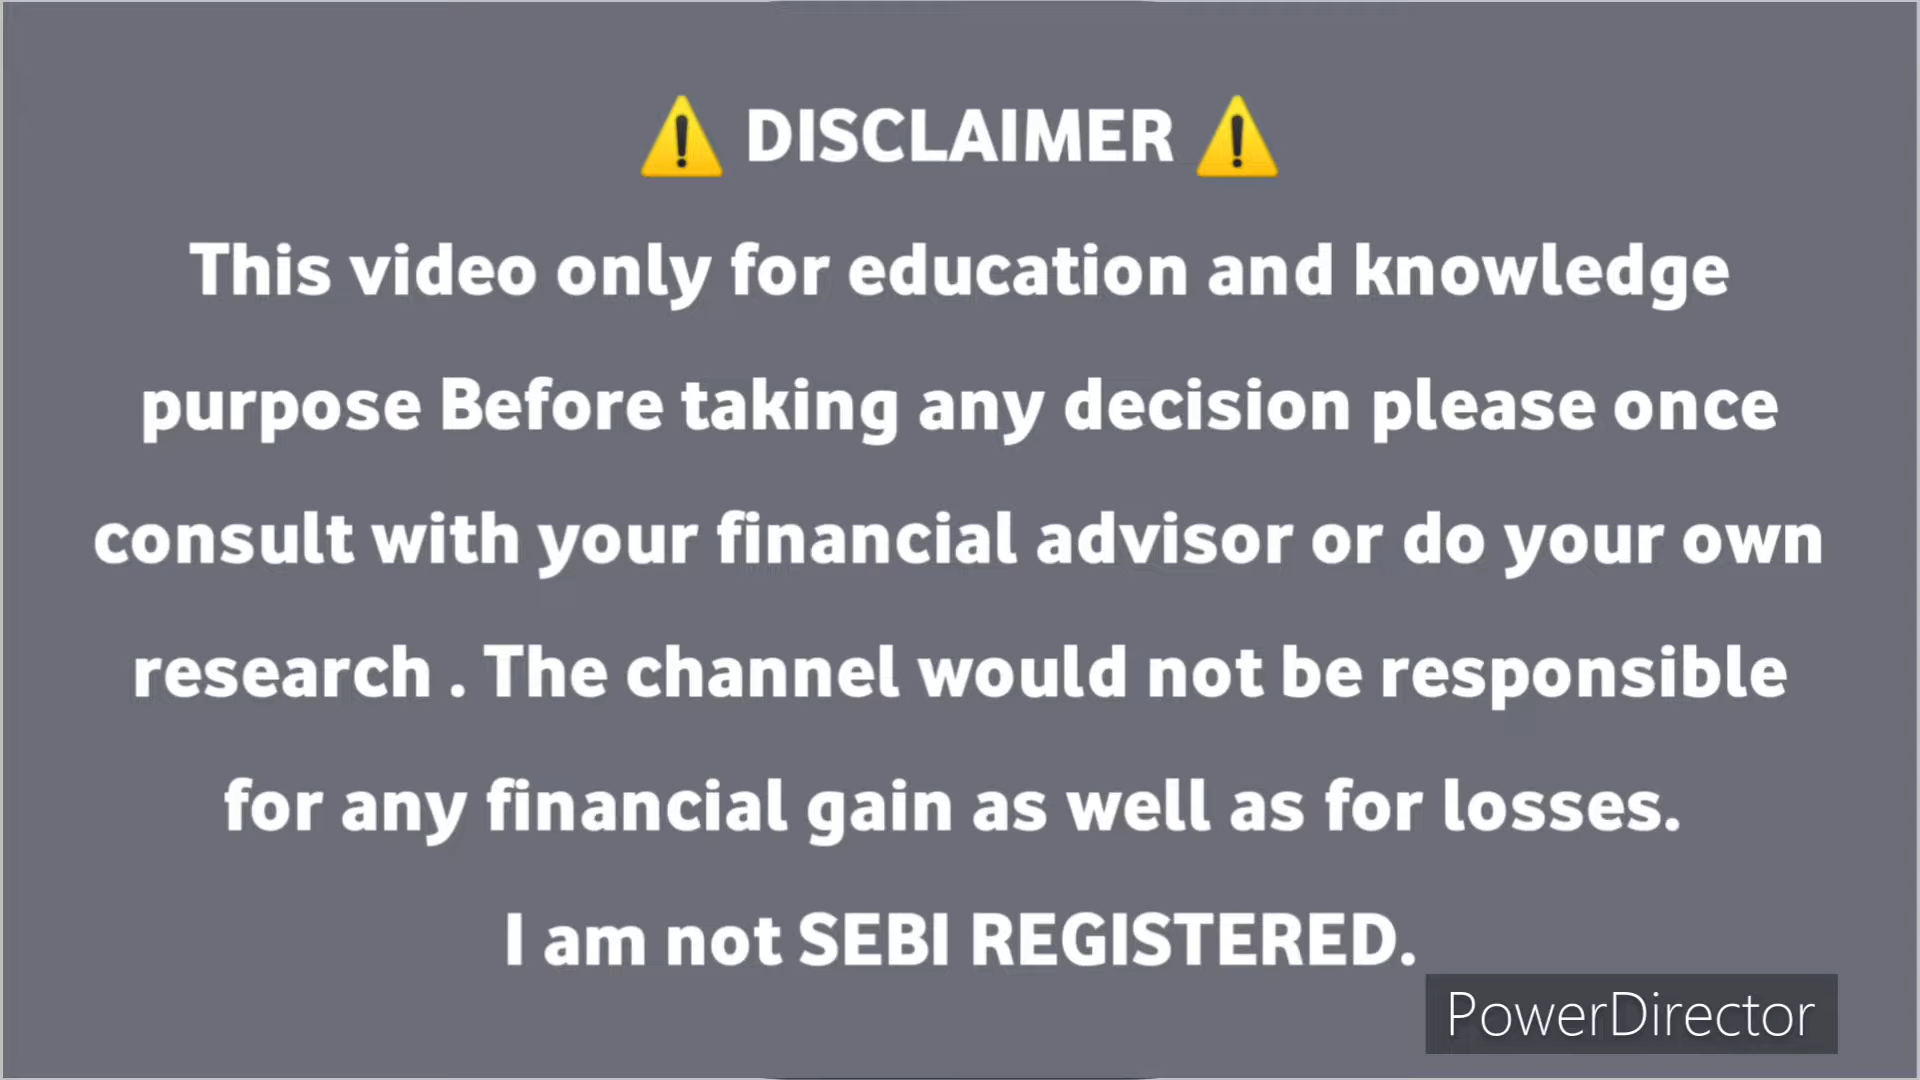 ⚠️ DISCLAIMER ⚠️
This video only for education and knowledge
purpose Before taking any decision please once
consult with your financial advisor or do your own
research . The channel would not be responsible
for any financial gain as well as for losses.
I am not SEBI REGISTERED.
PowerDirector